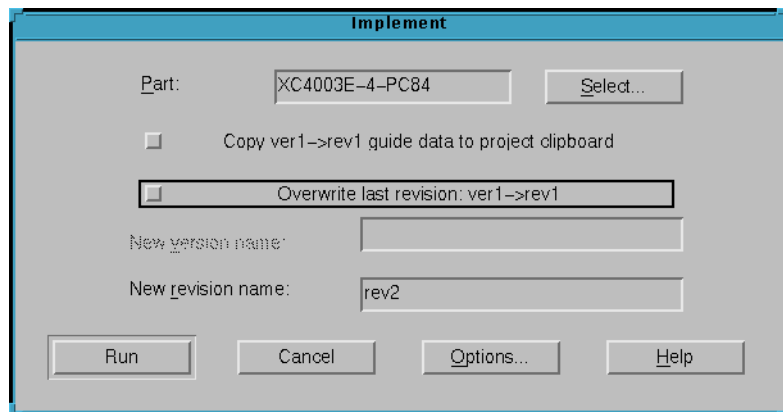 Implement
Part: XC4003E-4-PC84 Select...
Copy ver1->rev1 guide data to project clipboard
Overwrite last revision: ver1->rev1
New version name:
New revision name: rev2
Run Cancel Options... Help